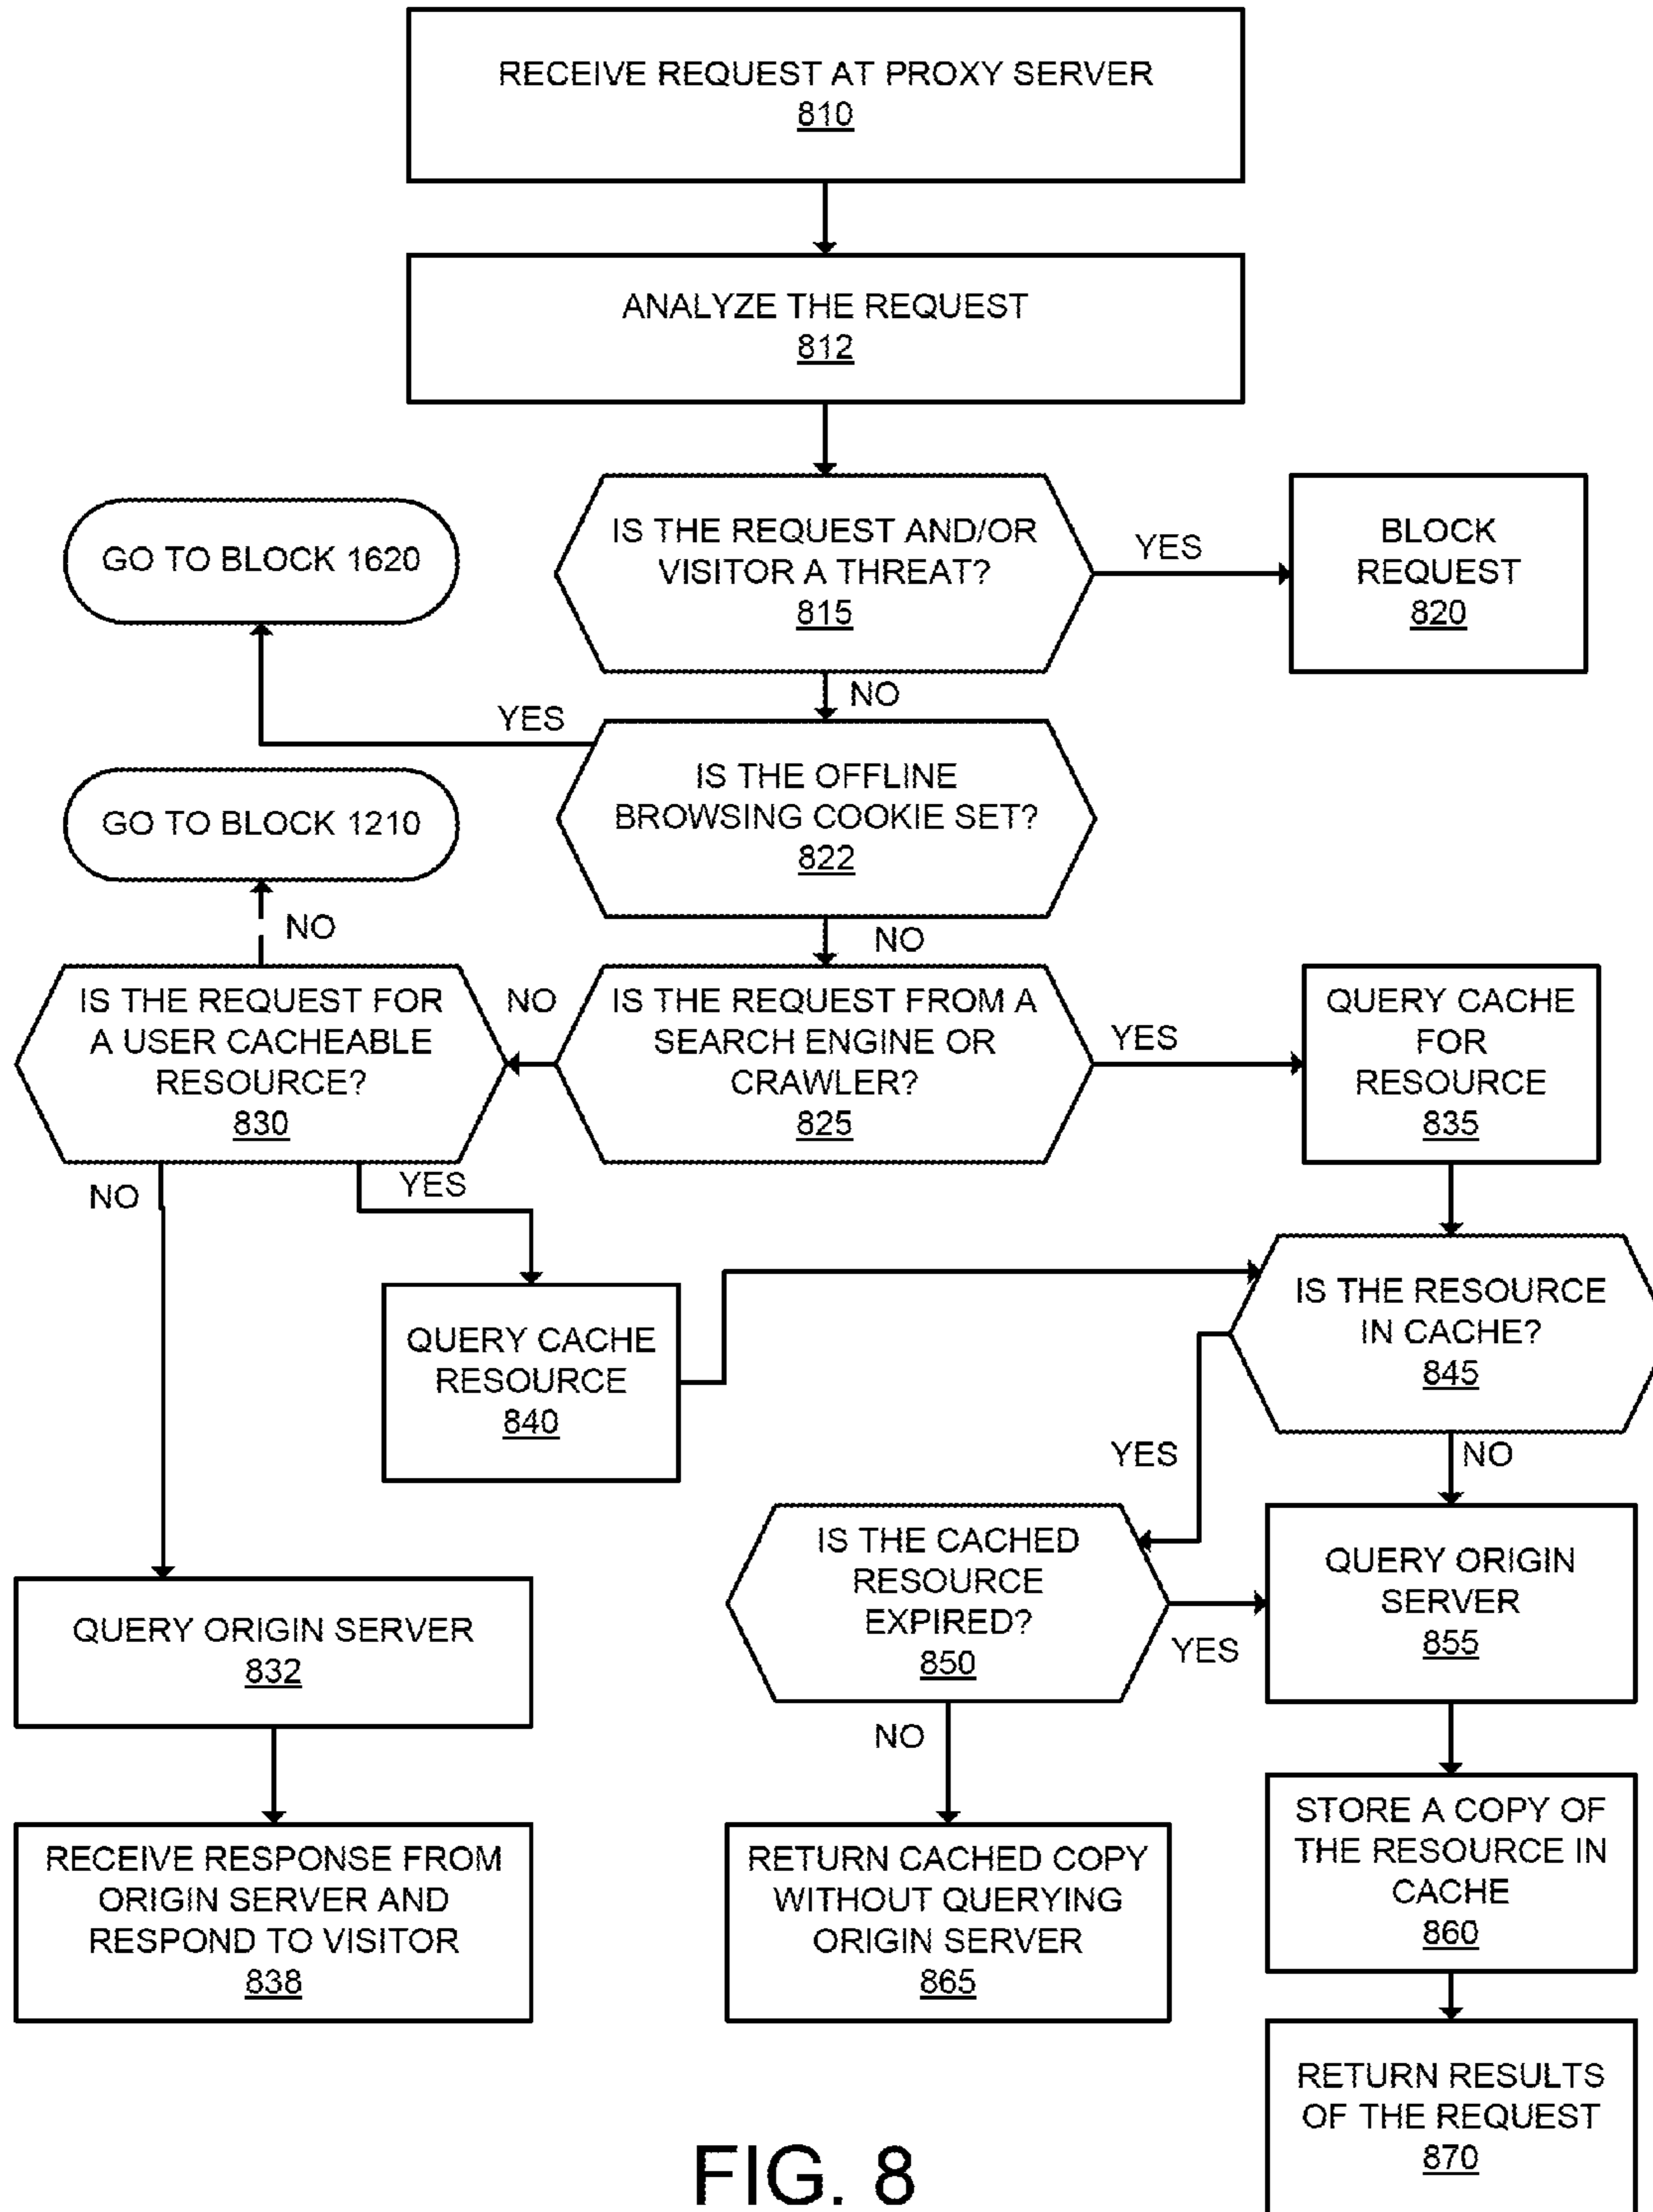 RECEIVE REQUEST AT PROXY SERVER
810
ANALYZE THE REQUEST
812
IS THE REQUEST AND/OR
VISITOR A THREAT?
815
YES
BLOCK
REQUEST
820
GO TO BLOCK 1620
NO
YES
IS THE OFFLINE
BROWSING COOKIE SET?
822
GO TO BLOCK 1210
NO
NO
IS THE REQUEST FOR
A USER CACHEABLE
RESOURCE?
830
NO
IS THE REQUEST FROM A
SEARCH ENGINE OR
CRAWLER?
825
YES
QUERY CACHE
FOR
RESOURCE
835
NO
YES
QUERY CACHE
RESOURCE
840
IS THE RESOURCE
IN CACHE?
845
YES
NO
IS THE CACHED
RESOURCE
EXPIRED?
850
YES
QUERY ORIGIN
SERVER
855
QUERY ORIGIN SERVER
832
NO
RECEIVE RESPONSE FROM
ORIGIN SERVER AND
RESPOND TO VISITOR
838
RETURN CACHED COPY
WITHOUT QUERYING
ORIGIN SERVER
865
STORE A COPY OF
THE RESOURCE IN
CACHE
860
RETURN RESULTS
OF THE REQUEST
870
FIG. 8